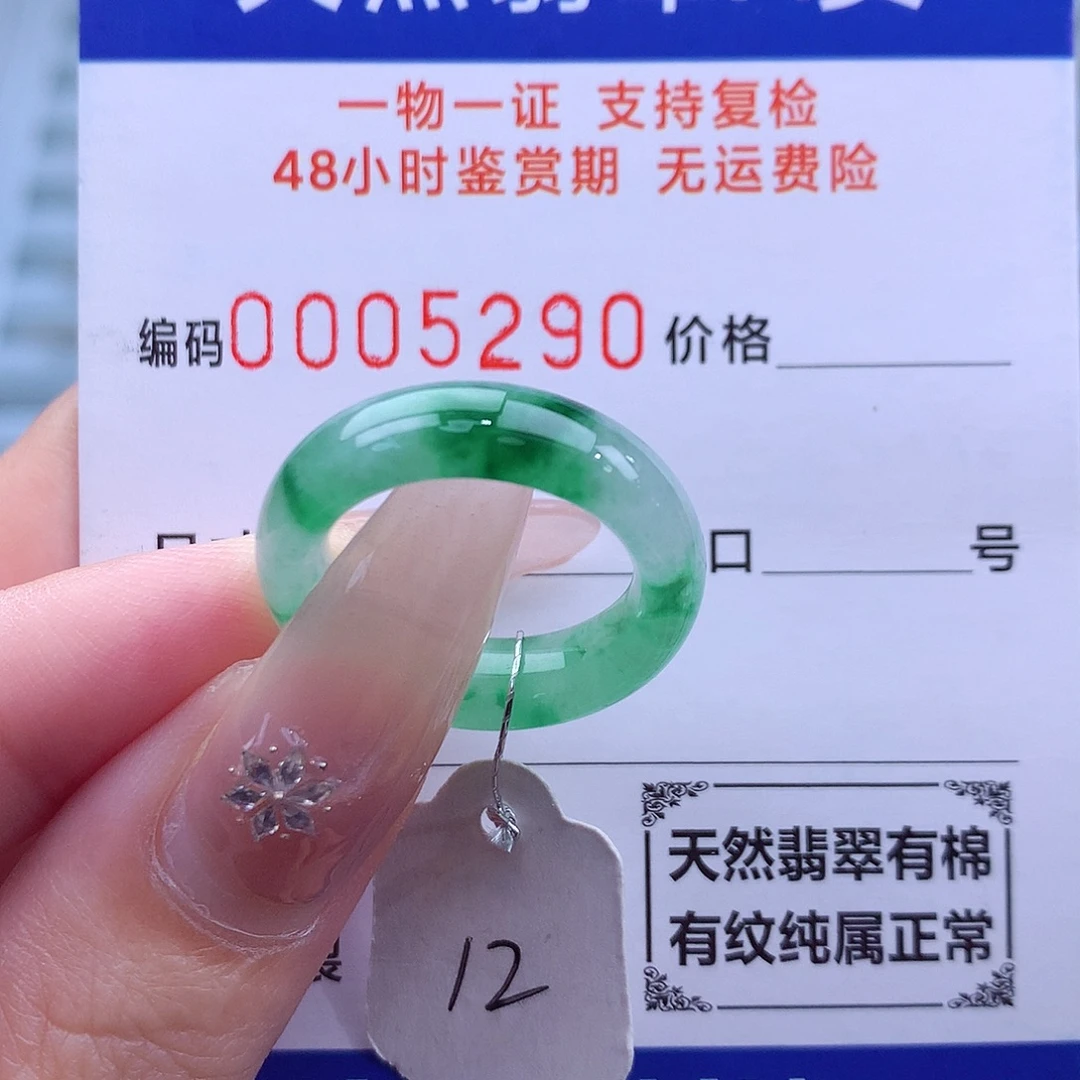 一物一证 支持复检
48小时鉴赏期 无运费险
编码0005290 价格
口 号
天然翡翠有棉
有纹纯属正常
12